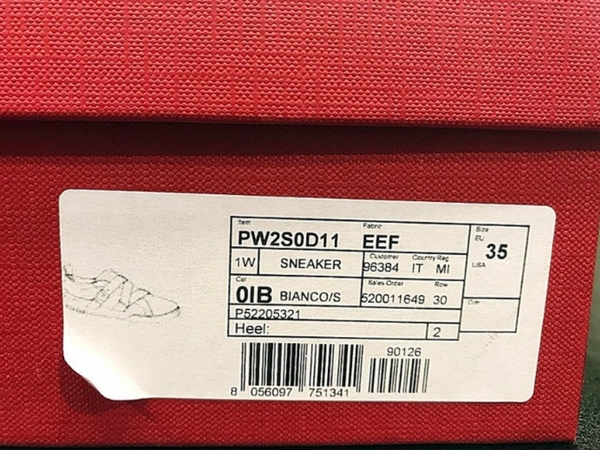 Item Fabric Size
PW2S0D11 EEF EU 35
1W SNEAKER Customer 96384 Country Reg IT MI USA
Col Sales Order Row
0IB BIANCO/S 520011649 30
P52205321
Heel: 2
90126
8 056097 751341